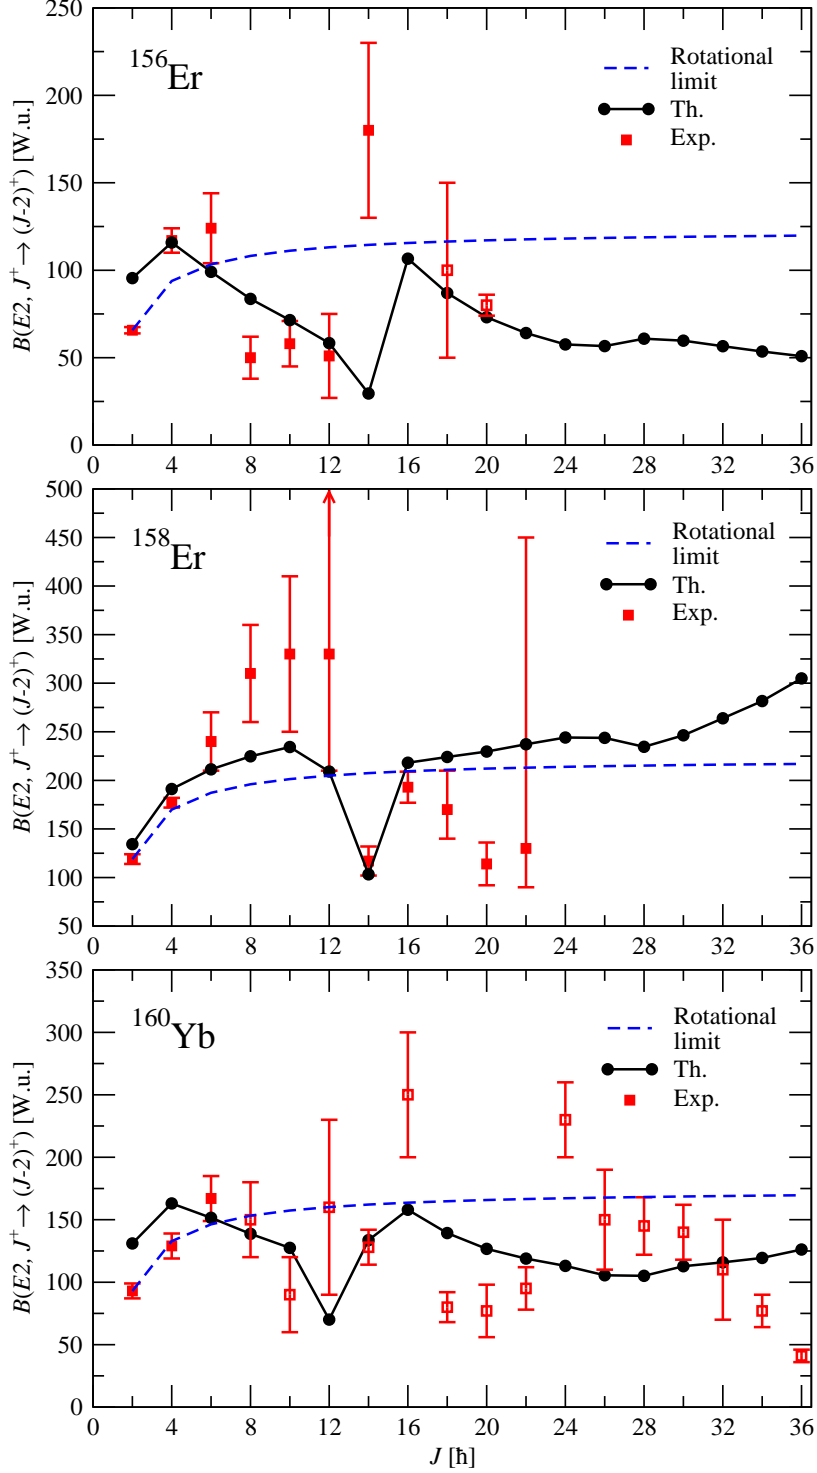 250
200
150
100
50
0
B(E2, J⁺→ (J-2)⁺) [W.u.]
¹⁵⁶Er
Rotational
limit
Th.
Exp.
0 4 8 12 16 20 24 28 32 36
500
450
400
350
300
250
200
150
100
50
B(E2, J⁺→ (J-2)⁺) [W.u.]
¹⁵⁸Er
Rotational
limit
Th.
Exp.
0 4 8 12 16 20 24 28 32 36
350
300
250
200
150
100
50
0
B(E2, J⁺→ (J-2)⁺) [W.u.]
¹⁶⁰Yb
Rotational
limit
Th.
Exp.
0 4 8 12 16 20 24 28 32 36
J [ħ]